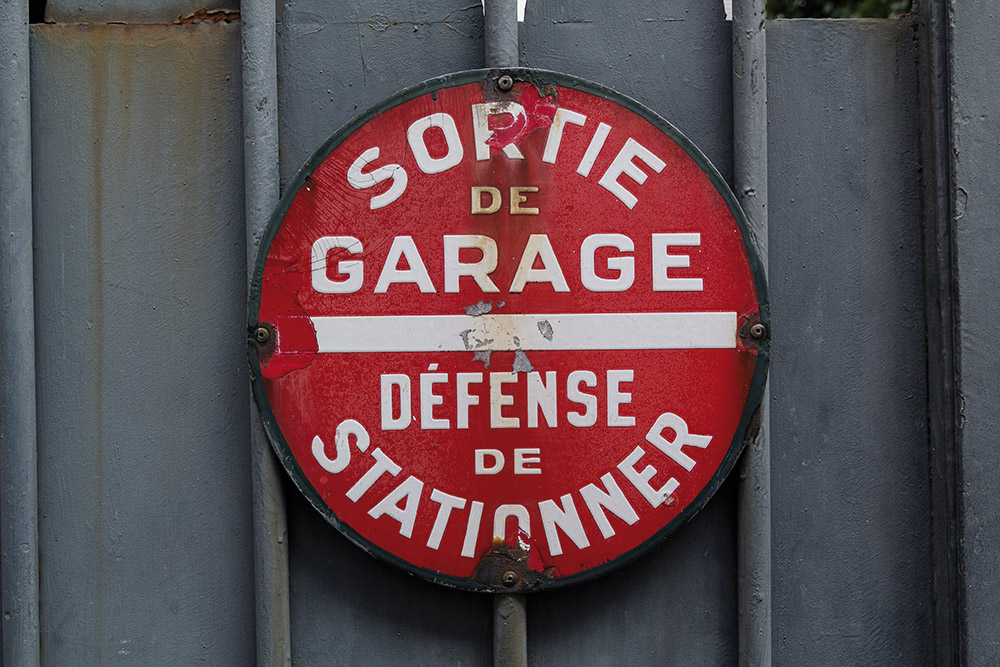 SORTIE
DE
GARAGE
DÉFENSE
DE
STATIONNER